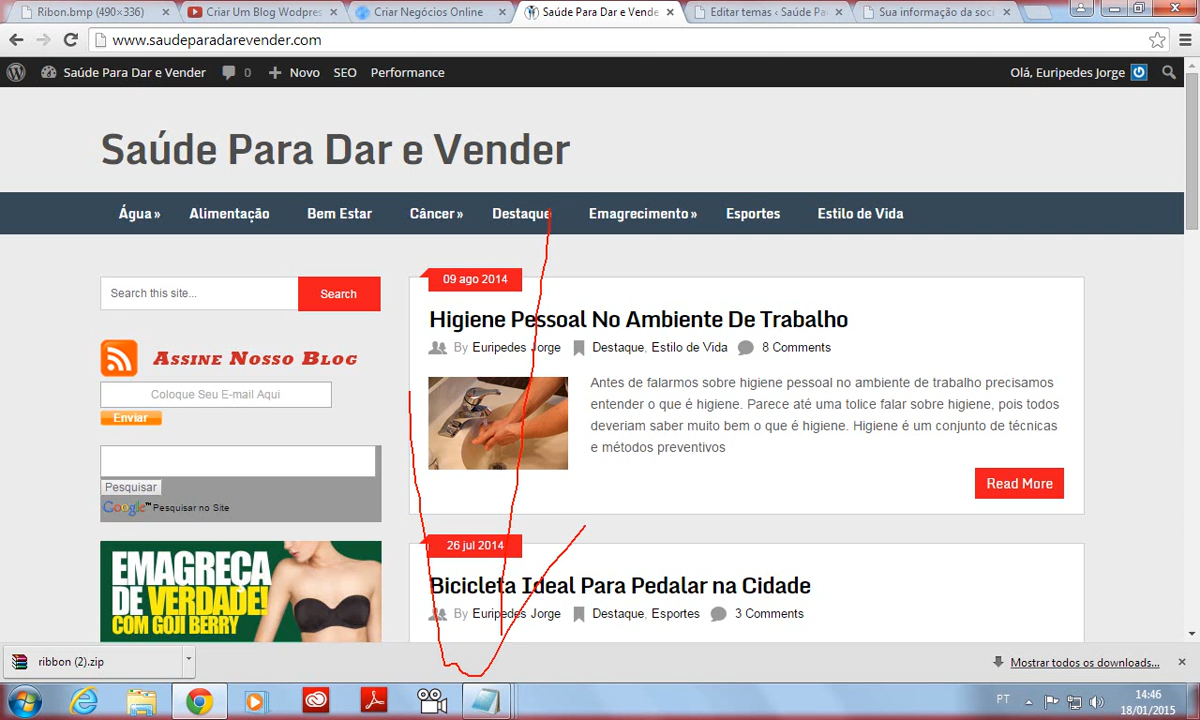 Ribon.bmp (490×336)
Criar Um Blog Wodpres
Criar Negócios Online
Saúde Para Dar e Vende
Editar temas ‹ Saúde Pa
Sua informação da soci
www.saudeparadarevender.com
Saúde Para Dar e Vender
0
Novo
SEO
Performance
Olá, Euripedes Jorge
Saúde Para Dar e Vender
Água »
Alimentação
Bem Estar
Câncer »
Destaque
Emagrecimento »
Esportes
Estilo de Vida
Search this site...
Search
Assine Nosso Blog
Coloque Seu E-mail Aqui
Enviar
Pesquisar
Google™ Pesquisar no Site
EMAGREÇA
DE VERDADE!
COM GOJI BERRY
09 ago 2014
Higiene Pessoal No Ambiente De Trabalho
By Euripedes Jorge
Destaque, Estilo de Vida
8 Comments
Antes de falarmos sobre higiene pessoal no ambiente de trabalho precisamos
entender o que é higiene. Parece até uma tolice falar sobre higiene, pois todos
deveriam saber muito bem o que é higiene. Higiene é um conjunto de técnicas
e métodos preventivos
Read More
26 jul 2014
Bicicleta Ideal Para Pedalar na Cidade
By Euripedes Jorge
Destaque, Esportes
3 Comments
ribbon (2).zip
Mostrar todos os downloads...
PT
14:46
18/01/2015